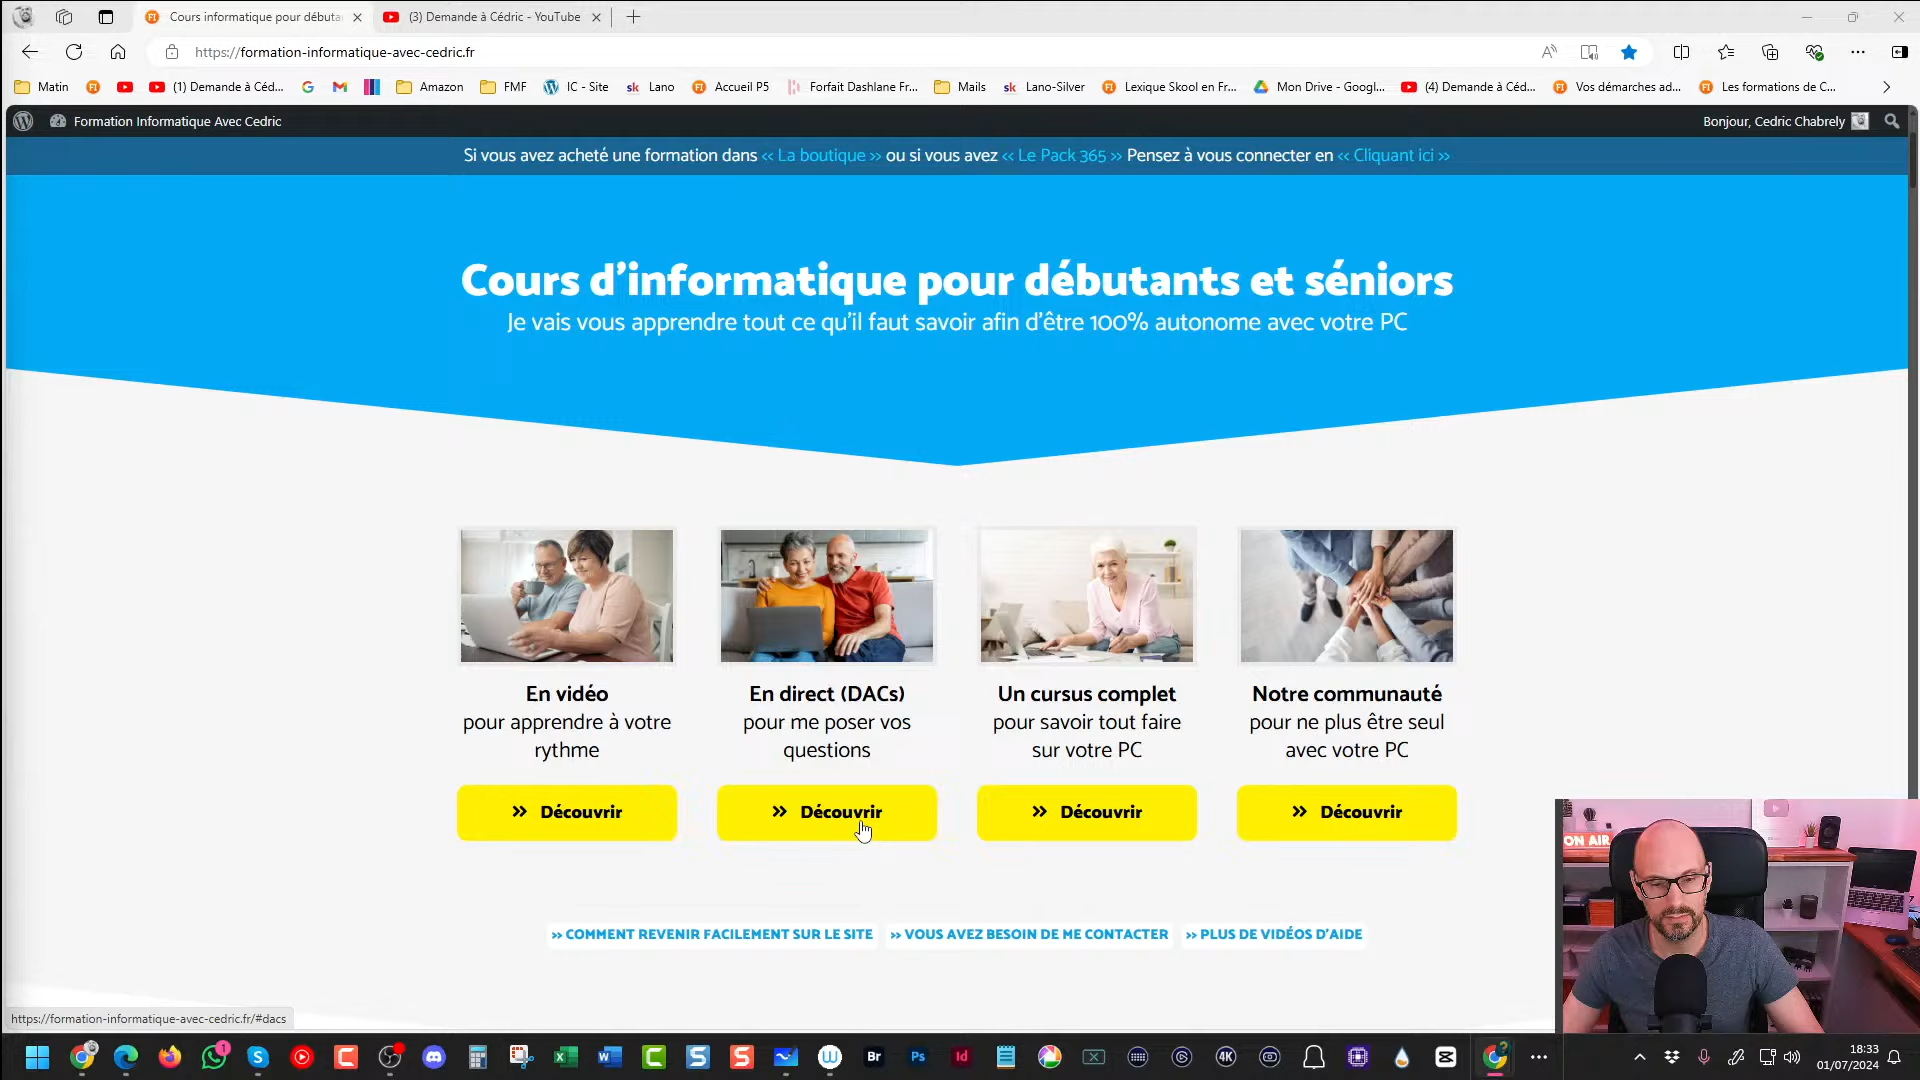 Cours informatique pour débuta
(3) Demande à Cédric - YouTube
https://formation-informatique-avec-cedric.fr
Matin
(1) Demande à Céd...
Amazon
FMF
IC - Site
sk Lano
Accueil P5
Forfait Dashlane Fr...
Mails
sk Lano-Silver
Lexique Skool en Fr...
Mon Drive - Googl...
(4) Demande à Céd...
Vos démarches ad...
Les formations de C...
Formation Informatique Avec Cedric
Bonjour, Cedric Chabrely
Si vous avez acheté une formation dans << La boutique >> ou si vous avez << Le Pack 365 >> Pensez à vous connecter en << Cliquant ici >>
Cours d’informatique pour débutants et séniors
Je vais vous apprendre tout ce qu’il faut savoir afin d’être 100% autonome avec votre PC
En vidéo
pour apprendre à votre
rythme
>> Découvrir
En direct (DACs)
pour me poser vos
questions
>> Découvrir
Un cursus complet
pour savoir tout faire
sur votre PC
>> Découvrir
Notre communauté
pour ne plus être seul
avec votre PC
>> Découvrir
ON AIR
>> COMMENT REVENIR FACILEMENT SUR LE SITE
>> VOUS AVEZ BESOIN DE ME CONTACTER
>> PLUS DE VIDÉOS D’AIDE
https://formation-informatique-avec-cedric.fr/#dacs
Br
Ps
Id
4K
18:33
01/07/2024